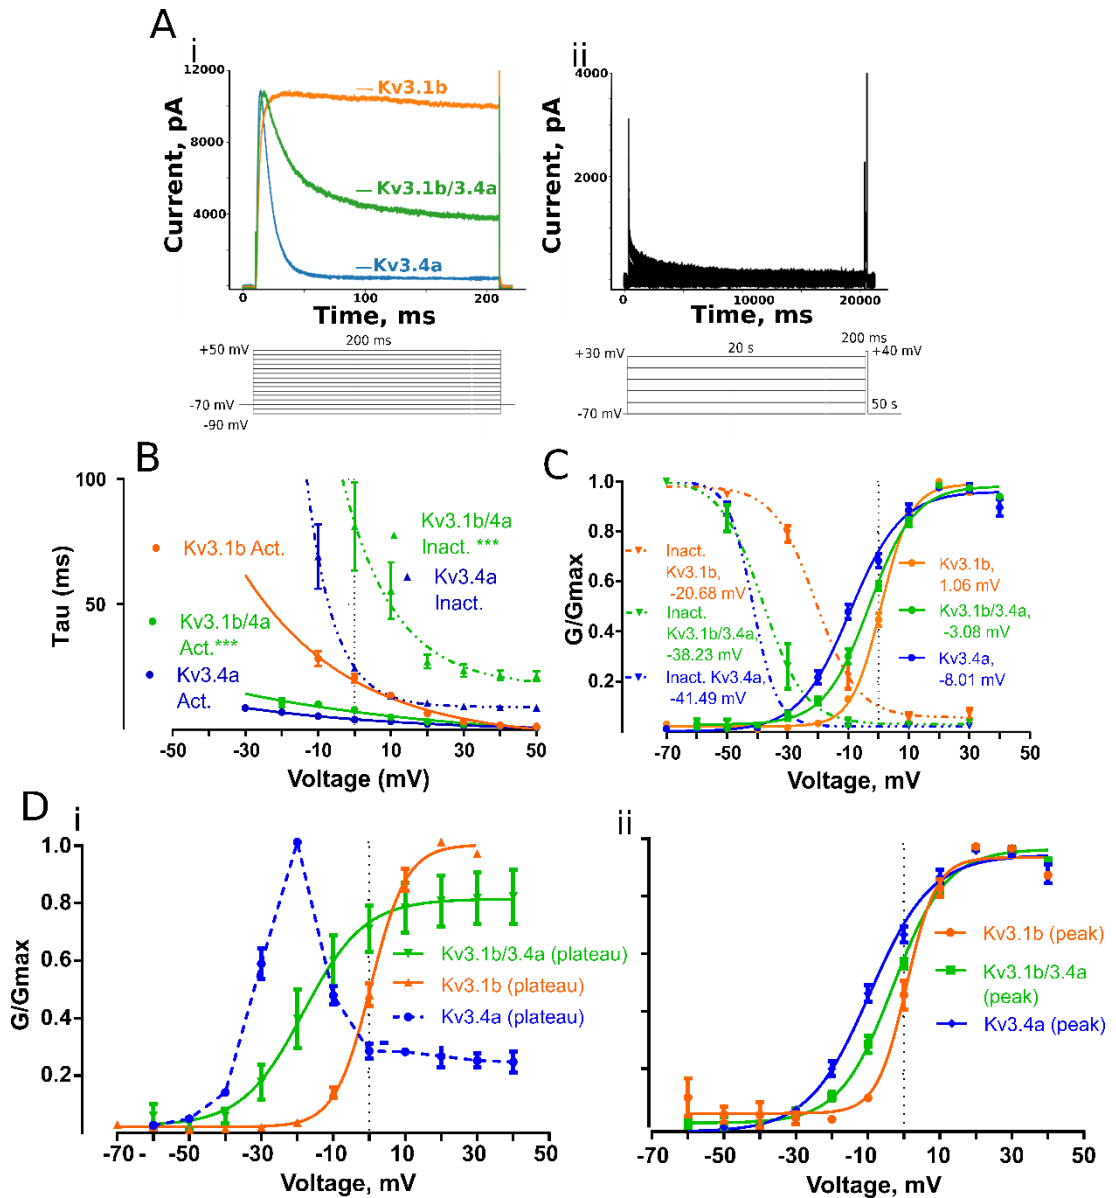 A
i
12000
8000
4000
0
Current, pA
Kv3.1b
Kv3.1b/3.4a
Kv3.4a
0
100
200
Time, ms
200 ms
+50 mV
-70 mV
-90 mV
ii
4000
2000
0
Current, pA
0
10000
20000
Time, ms
200 ms
+30 mV
20 s
+40 mV
-70 mV
50 s
B
100
50
Tau (ms)
Kv3.1b Act.
Kv3.1b/4a
Act.***
Kv3.4a
Act.
Kv3.1b/4a
Inact. ***
Kv3.4a
Inact.
-50
-30
-10
10
30
50
Voltage (mV)
C
1.0
0.8
0.6
0.4
0.2
G/Gmax
Inact.
Kv3.1b,
-20.68 mV
Inact.
Kv3.1b/3.4a,
-38.23 mV
Inact. Kv3.4a,
-41.49 mV
Kv3.1b,
1.06 mV
Kv3.1b/3.4a,
-3.08 mV
Kv3.4a,
-8.01 mV
-70
-50
-30
-10
10
30
50
Voltage, mV
D
i
1.0
0.8
0.6
0.4
0.2
G/Gmax
Kv3.1b/3.4a (plateau)
Kv3.1b (plateau)
Kv3.4a (plateau)
-70 -
-50
-30
-10
10
30
50
Voltage, mV
ii
Kv3.1b (peak)
Kv3.1b/3.4a
(peak)
Kv3.4a (peak)
-70
-50
-30
-10
10
30
50
Voltage, mV